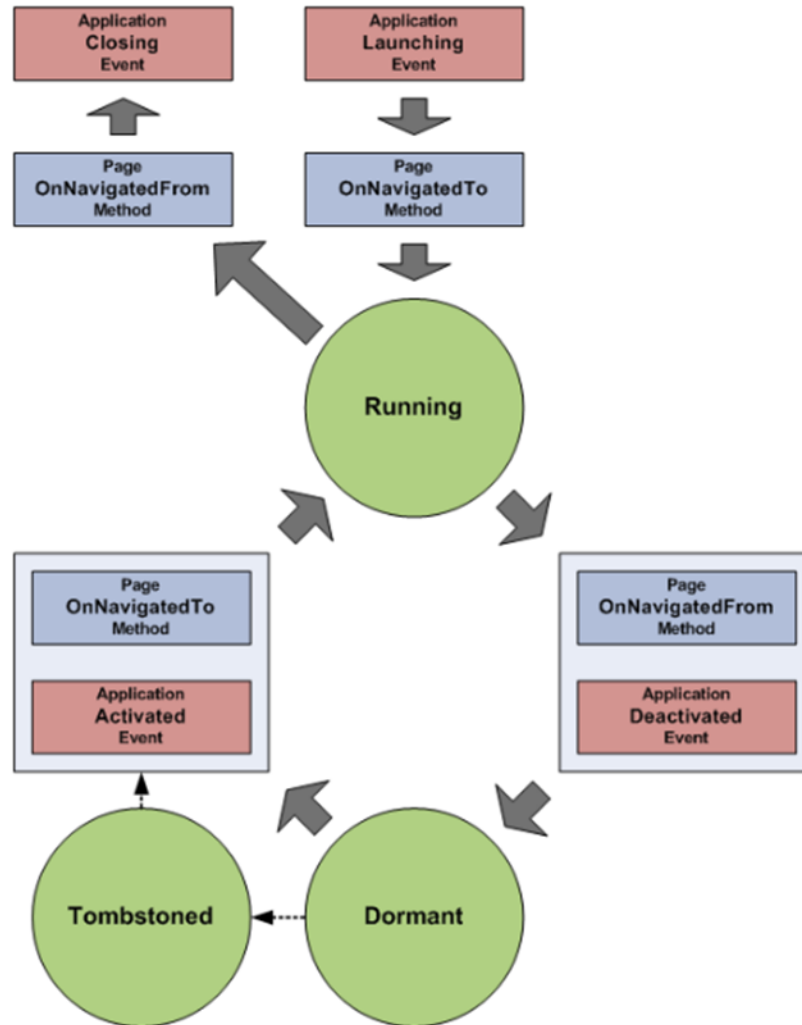 Application
Closing
Event
Application
Launching
Event
Page
OnNavigatedFrom
Method
Page
OnNavigatedTo
Method
Running
Page
OnNavigatedTo
Method
Application
Activated
Event
Page
OnNavigatedFrom
Method
Application
Deactivated
Event
Tombstoned
Dormant